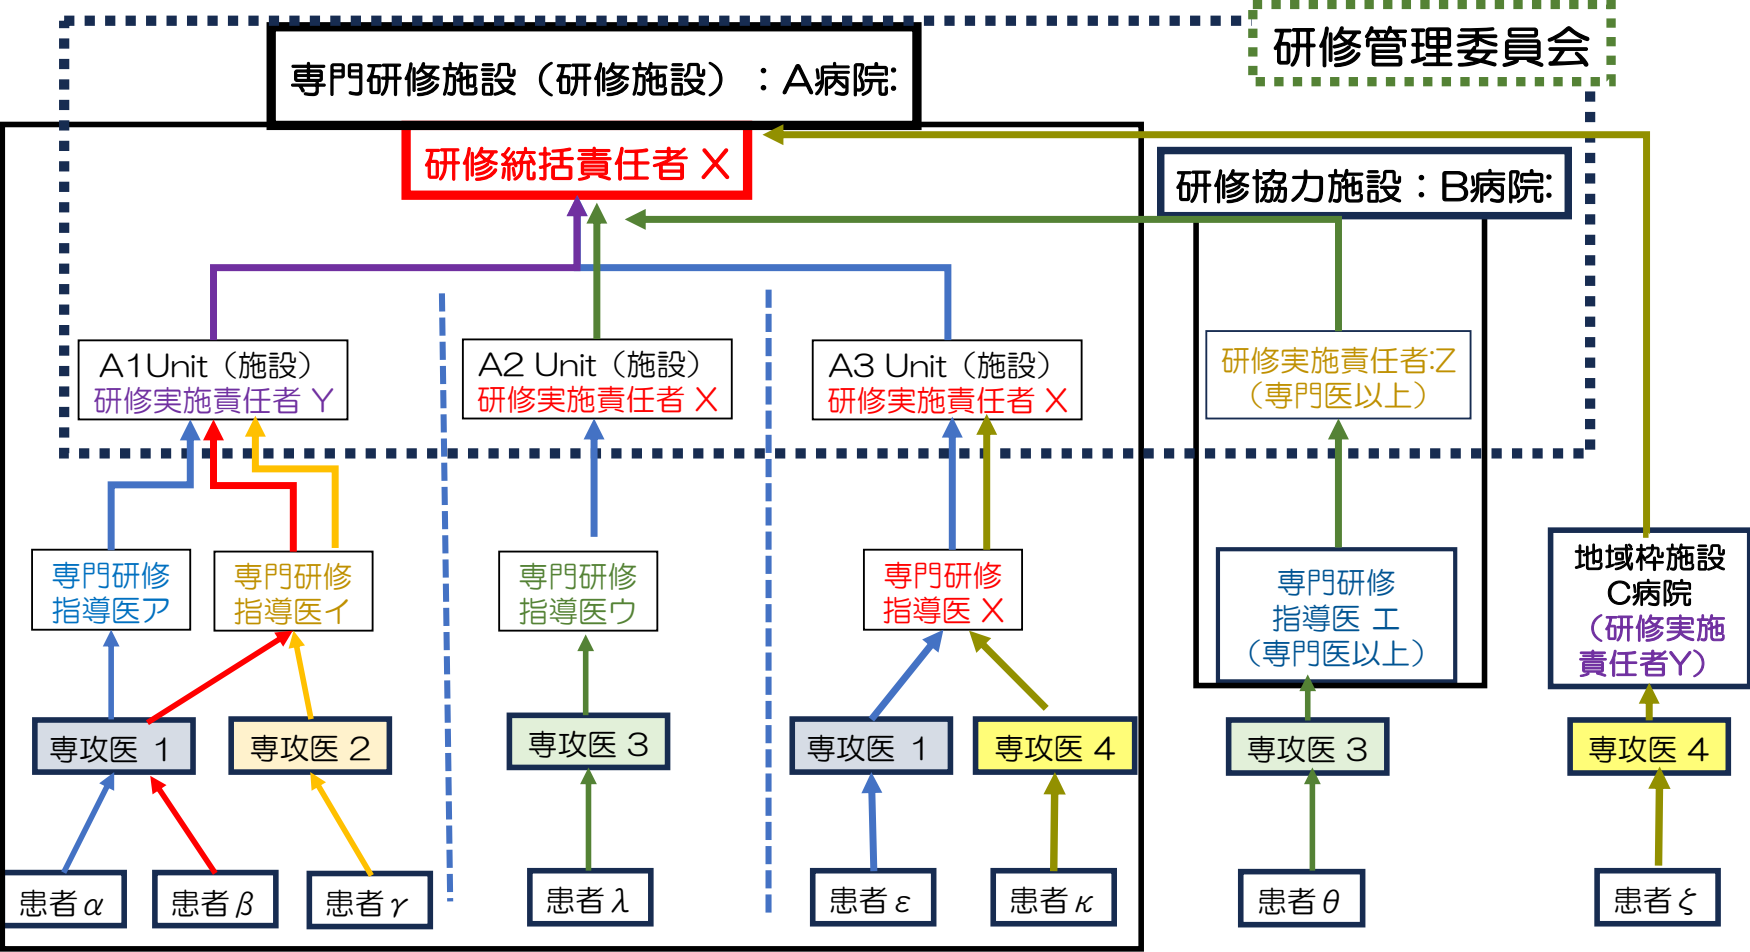 研修管理委員会
専門研修施設（研修施設）：A病院:
研修統括責任者 X
研修協力施設：B病院:
A1Unit（施設）
研修実施責任者 Y
A2 Unit（施設）
研修実施責任者 X
A3 Unit（施設）
研修実施責任者 X
研修実施責任者:Z
（専門医以上）
専門研修
指導医ア
専門研修
指導医イ
専門研修
指導医ウ
専門研修
指導医 X
専門研修
指導医 エ
（専門医以上）
地域枠施設
C病院
（研修実施
責任者Y）
専攻医 1
専攻医 2
専攻医 3
専攻医 1
専攻医 4
専攻医 3
専攻医 4
患者α
患者β
患者γ
患者λ
患者ε
患者κ
患者θ
患者ζ